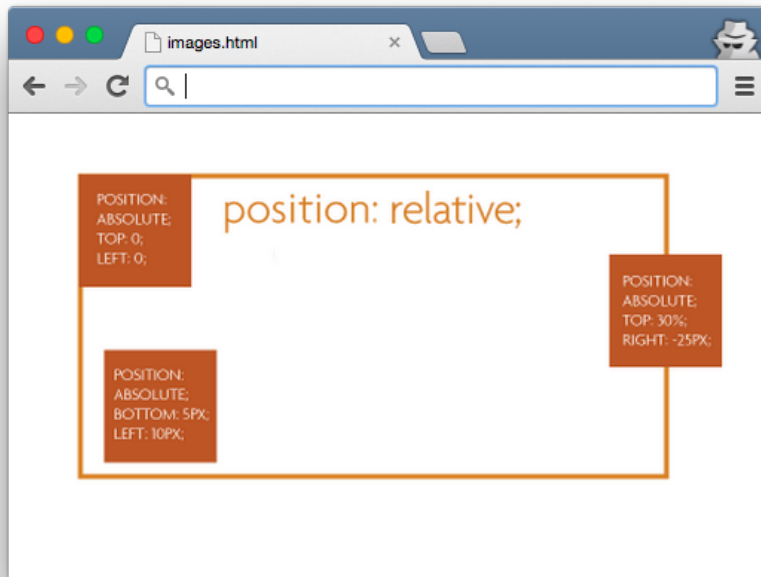 images.html
POSITION:
ABSOLUTE;
TOP: 0;
LEFT: 0;
position: relative;
POSITION:
ABSOLUTE;
TOP: 30%;
RIGHT: -25PX;
POSITION:
ABSOLUTE;
BOTTOM: 5PX;
LEFT: 10PX;